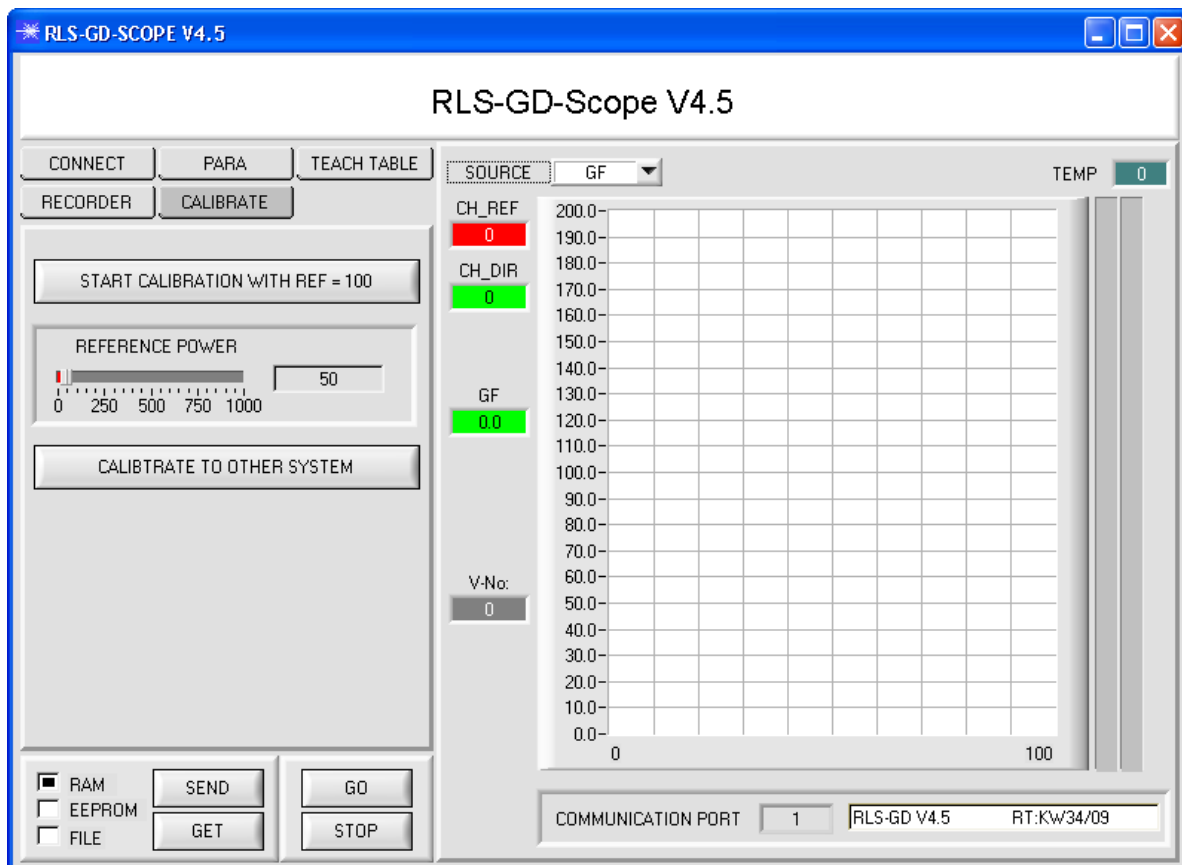 RLS-GD-SCOPE V4.5
RLS-GD-Scope V4.5
CONNECT PARA TEACH TABLE
RECORDER CALIBRATE
START CALIBRATION WITH REF = 100
REFERENCE POWER
50
0 250 500 750 1000
CALIBTRATE TO OTHER SYSTEM
RAM
EEPROM
FILE
SEND
GET
GO
STOP
SOURCE GF
TEMP 0
CH_REF
0
CH_DIR
0
GF
0.0
V-No:
0
200.0
190.0
180.0
170.0
160.0
150.0
140.0
130.0
120.0
110.0
100.0
90.0
80.0
70.0
60.0
50.0
40.0
30.0
20.0
10.0
0.0
0 100
COMMUNICATION PORT 1 RLS-GD V4.5 RT:KW34/09